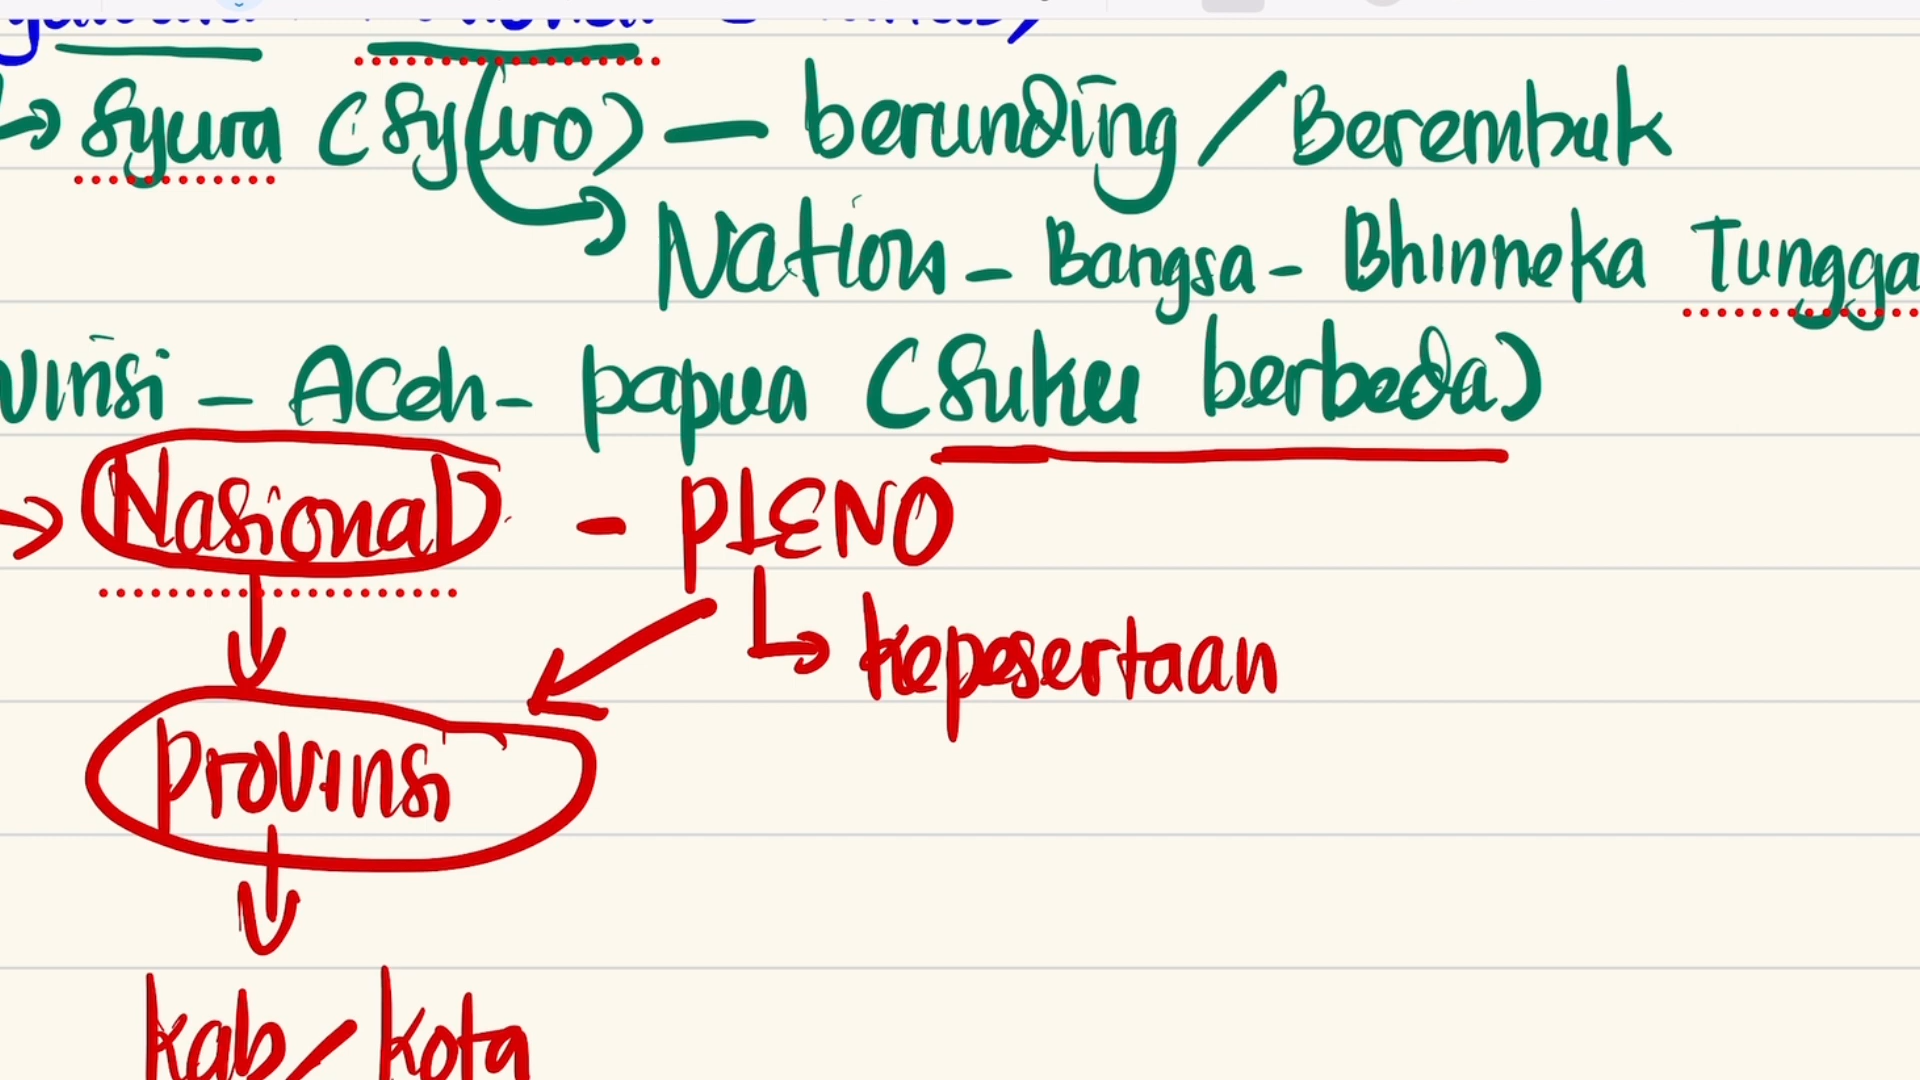 Syura (Syuro) — berunding / Berembuk
Nation - Bangsa - Bhinneka Tungga
vinsi - Aceh - papua (Suku berbeda)
Nasional - PLENO
kepesertaan
Provinsi
kab/kota